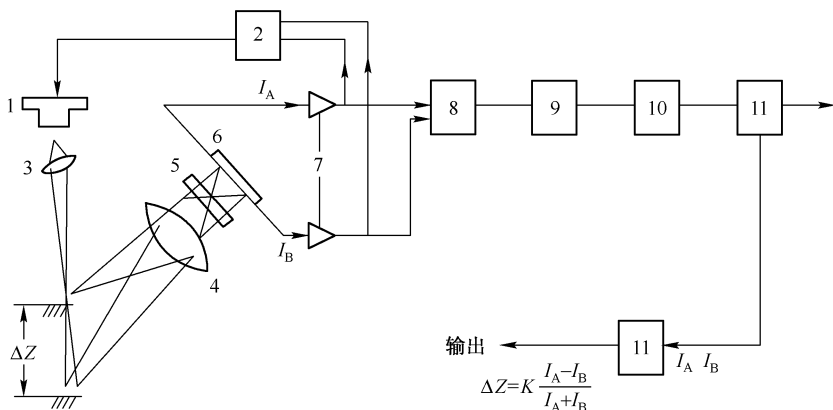 2
1
I_A
8
9
10
11
3
5
6
7
4
I_B
ΔZ
输出
11
I_A I_B
ΔZ=K \frac{I_A-I_B}{I_A+I_B}